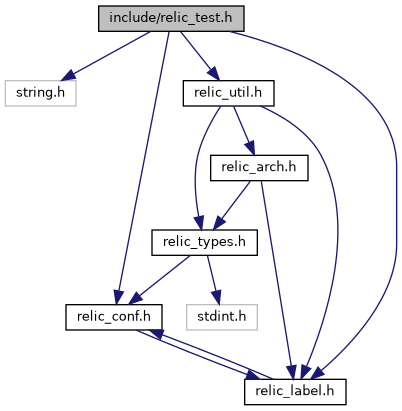 include/relic_test.h
string.h
relic_util.h
relic_arch.h
relic_types.h
relic_conf.h
stdint.h
relic_label.h